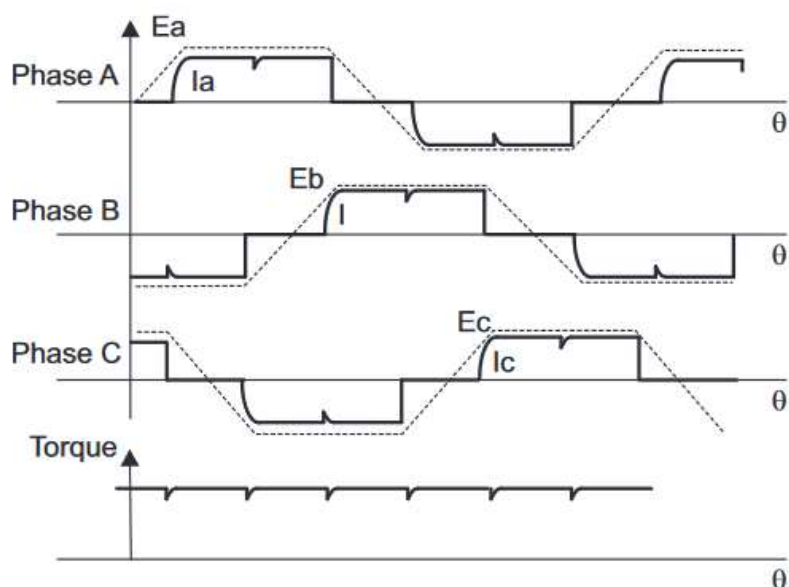 Ea
Phase A
Ia
θ
Eb
Phase B
I
θ
Ec
Phase C
Ic
θ
Torque
θ